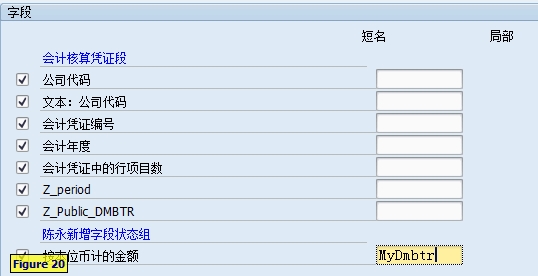 字段
短名 局部
会计核算凭证段
公司代码
文本: 公司代码
会计凭证编号
会计年度
会计凭证中的行项目数
Z_period
Z_Public_DMBTR
陈永新增字段状态组
按本位币计的金额 MyDmbtr
Figure 20